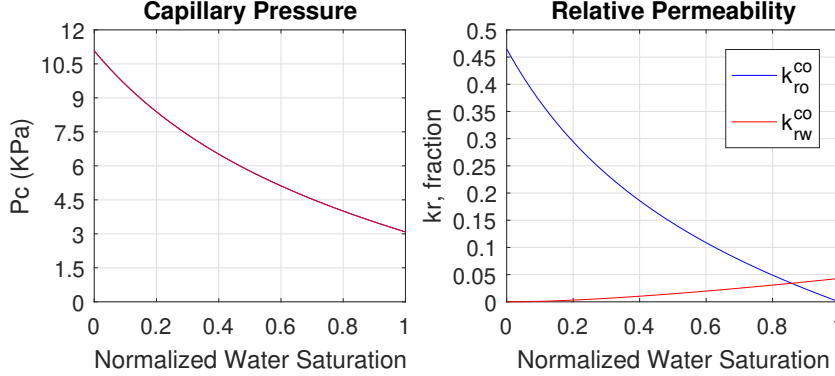 Capillary Pressure
12
10.5
9
7.5
6
4.5
3
1.5
0
Pc (KPa)
0 0.2 0.4 0.6 0.8 1
Normalized Water Saturation
Relative Permeability
0.5
0.45
0.4
0.35
0.3
0.25
0.2
0.15
0.1
0.05
0
kr, fraction
k_{ro}^{co}
k_{rw}^{co}
0 0.2 0.4 0.6 0.8 1
Normalized Water Saturation